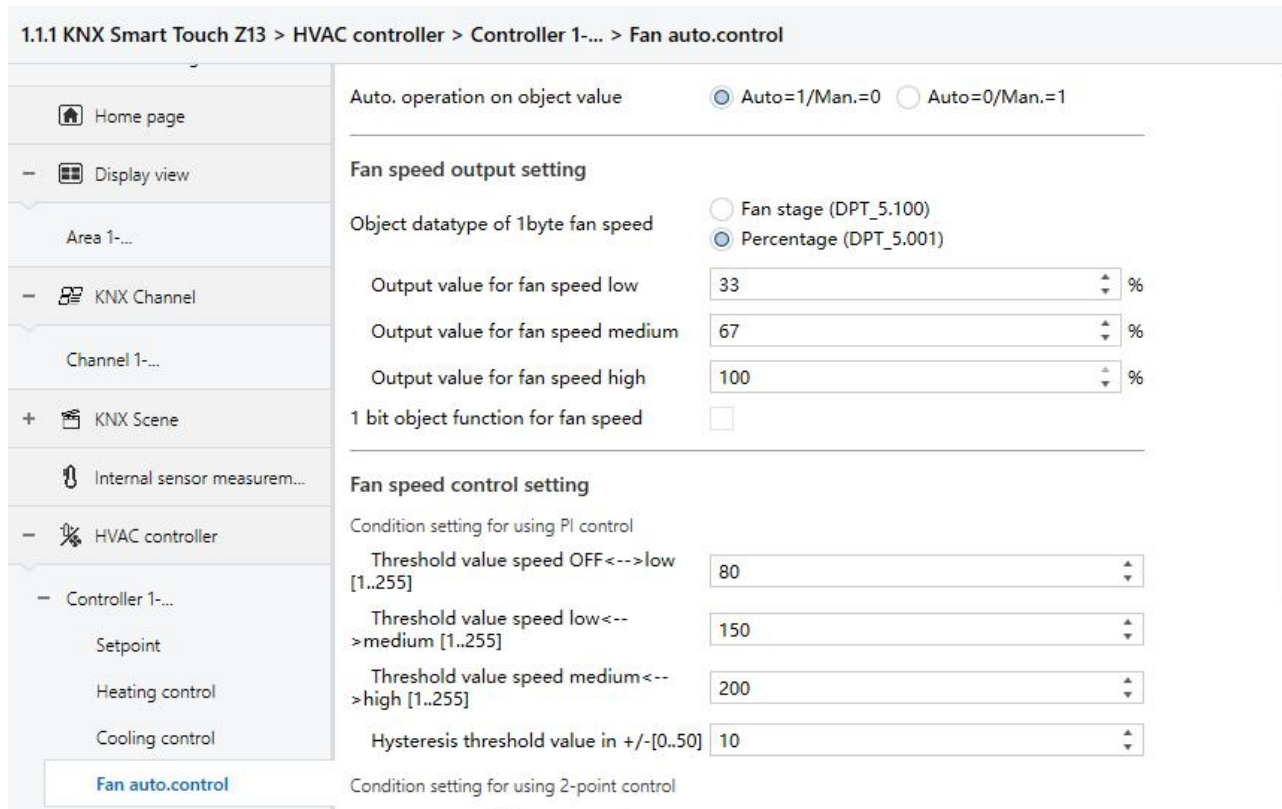 1.1.1 KNX Smart Touch Z13 > HVAC controller > Controller 1-... > Fan auto.control
Home page
Display view
Area 1-...
KNX Channel
Channel 1-...
KNX Scene
Internal sensor measurem...
HVAC controller
Controller 1-...
Setpoint
Heating control
Cooling control
Fan auto.control
Auto. operation on object value Auto=1/Man.=0 Auto=0/Man.=1
Fan speed output setting
Object datatype of 1byte fan speed
Fan stage (DPT_5.100)
Percentage (DPT_5.001)
Output value for fan speed low 33 %
Output value for fan speed medium 67 %
Output value for fan speed high 100 %
1 bit object function for fan speed
Fan speed control setting
Condition setting for using PI control
Threshold value speed OFF<-->low
[1..255]
80
Threshold value speed low<--
>medium [1..255]
150
Threshold value speed medium<--
>high [1..255]
200
Hysteresis threshold value in +/-[0..50] 10
Condition setting for using 2-point control